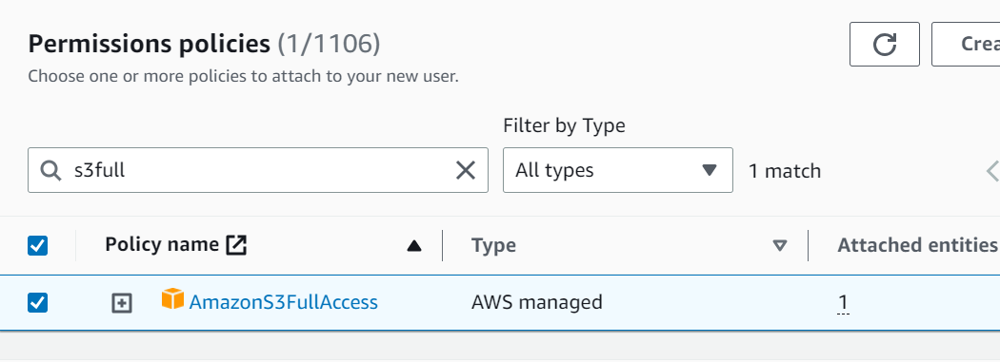 Permissions policies (1/1106)
Choose one or more policies to attach to your new user.
Filter by Type
s3full
All types
1 match
Policy name
Type
Attached entities
AmazonS3FullAccess
AWS managed
1